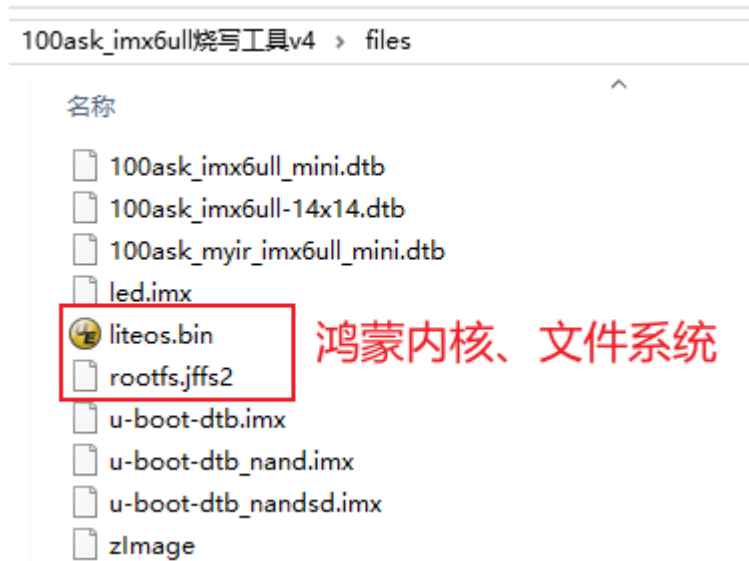 100ask_imx6ull烧写工具v4 › files
名称
100ask_imx6ull_mini.dtb
100ask_imx6ull-14x14.dtb
100ask_myir_imx6ull_mini.dtb
led.imx
liteos.bin
鸿蒙内核、文件系统
rootfs.jffs2
u-boot-dtb.imx
u-boot-dtb_nand.imx
u-boot-dtb_nandsd.imx
zImage